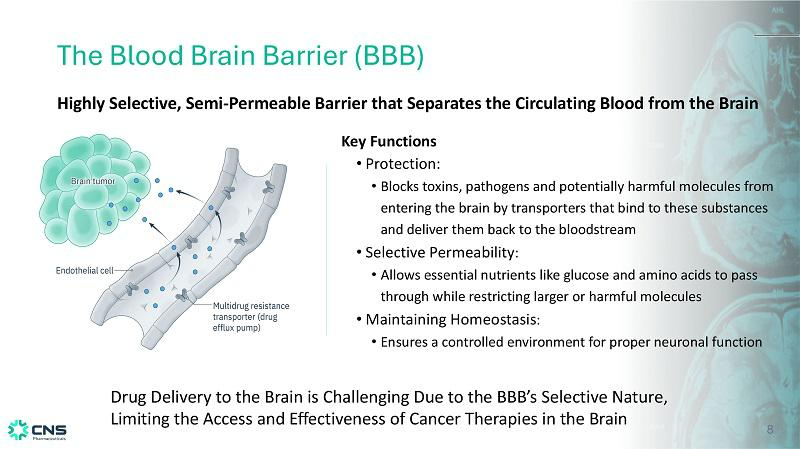 AHL
The Blood Brain Barrier (BBB)
Highly Selective, Semi-Permeable Barrier that Separates the Circulating Blood from the Brain
Brain tumor
Endothelial cell
Multidrug resistance
transporter (drug
efflux pump)
Key Functions
• Protection:
• Blocks toxins, pathogens and potentially harmful molecules from
entering the brain by transporters that bind to these substances
and deliver them back to the bloodstream
• Selective Permeability:
• Allows essential nutrients like glucose and amino acids to pass
through while restricting larger or harmful molecules
• Maintaining Homeostasis:
• Ensures a controlled environment for proper neuronal function
Drug Delivery to the Brain is Challenging Due to the BBB's Selective Nature,
Limiting the Access and Effectiveness of Cancer Therapies in the Brain
CNS
Pharmaceuticals
8